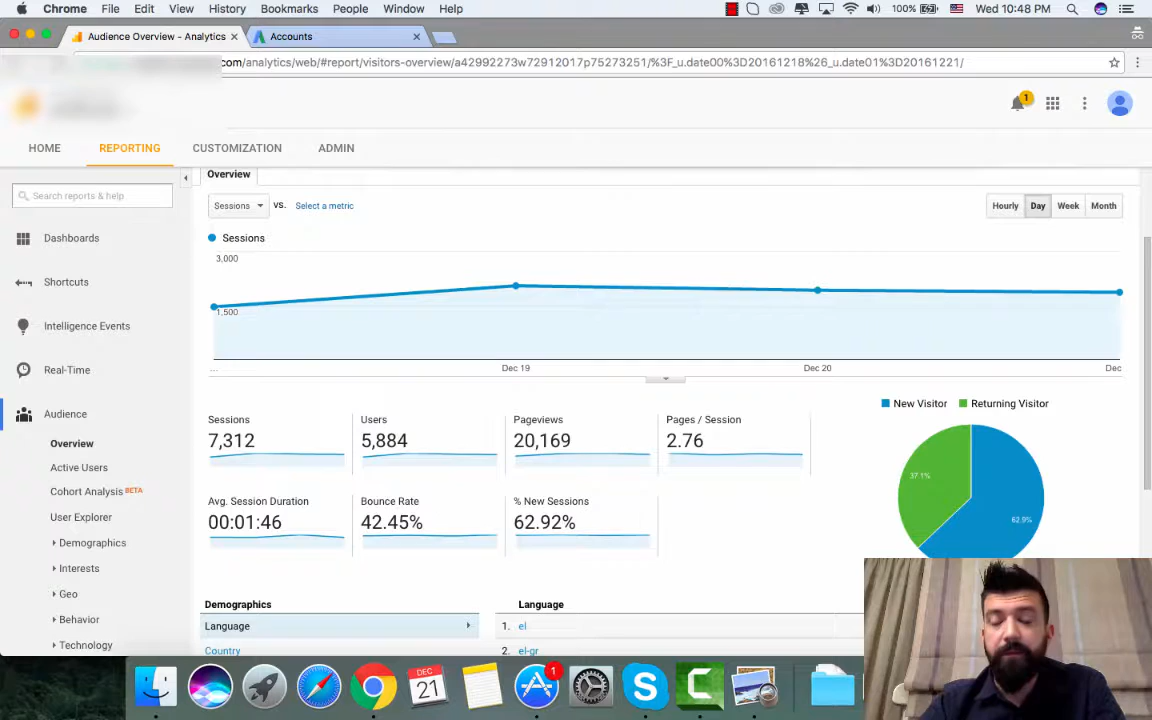 Chrome File Edit View History Bookmarks People Window Help 100% Wed 10:48 PM
Audience Overview - Analytics Accounts
com/analytics/web/#report/visitors-overview/a42992273w72912017p75273251/%3F_u.date00%3D20161218%26_u.date01%3D20161221/
1
HOME REPORTING CUSTOMIZATION ADMIN
Overview
Search reports & help
Sessions VS. Select a metric
Hourly Day Week Month
Dashboards
Shortcuts
Intelligence Events
Real-Time
Audience
Overview
Active Users
Cohort Analysis BETA
User Explorer
Demographics
Interests
Geo
Behavior
Technology
Sessions
3,000
1,500
... Dec 19 Dec 20 Dec
Sessions Users Pageviews Pages / Session
7,312 5,884 20,169 2.76
Avg. Session Duration Bounce Rate % New Sessions
00:01:46 42.45% 62.92%
New Visitor Returning Visitor
37.1%
62.9%
Demographics Language
Language 1. el
Country 2. el-gr
DEC
21
1
S
C